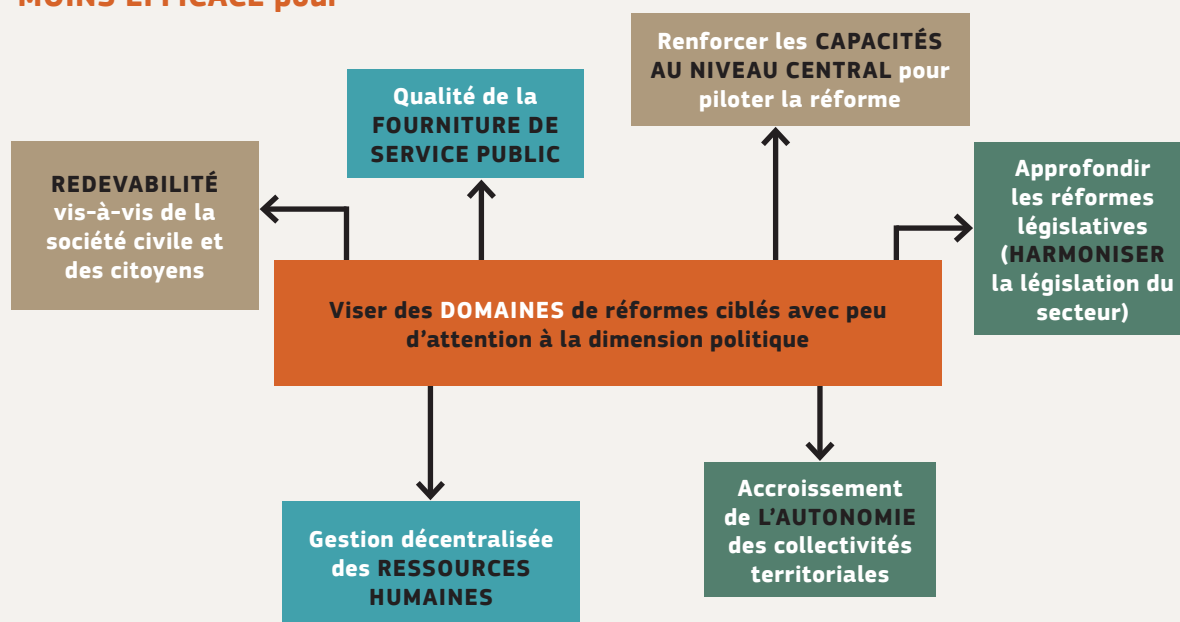 MOINS EFFICACE pour
Renforcer les CAPACITÉS
AU NIVEAU CENTRAL pour
piloter la réforme
Qualité de la
FOURNITURE DE
SERVICE PUBLIC
REDEVABILITÉ
vis-à-vis de la
société civile et
des citoyens
Approfondir
les réformes
législatives
(HARMONISER
la législation du
secteur)
Viser des DOMAINES de réformes ciblés avec peu
d'attention à la dimension politique
Gestion décentralisée
des RESSOURCES
HUMAINES
Accroissement
de L'AUTONOMIE
des collectivités
territoriales